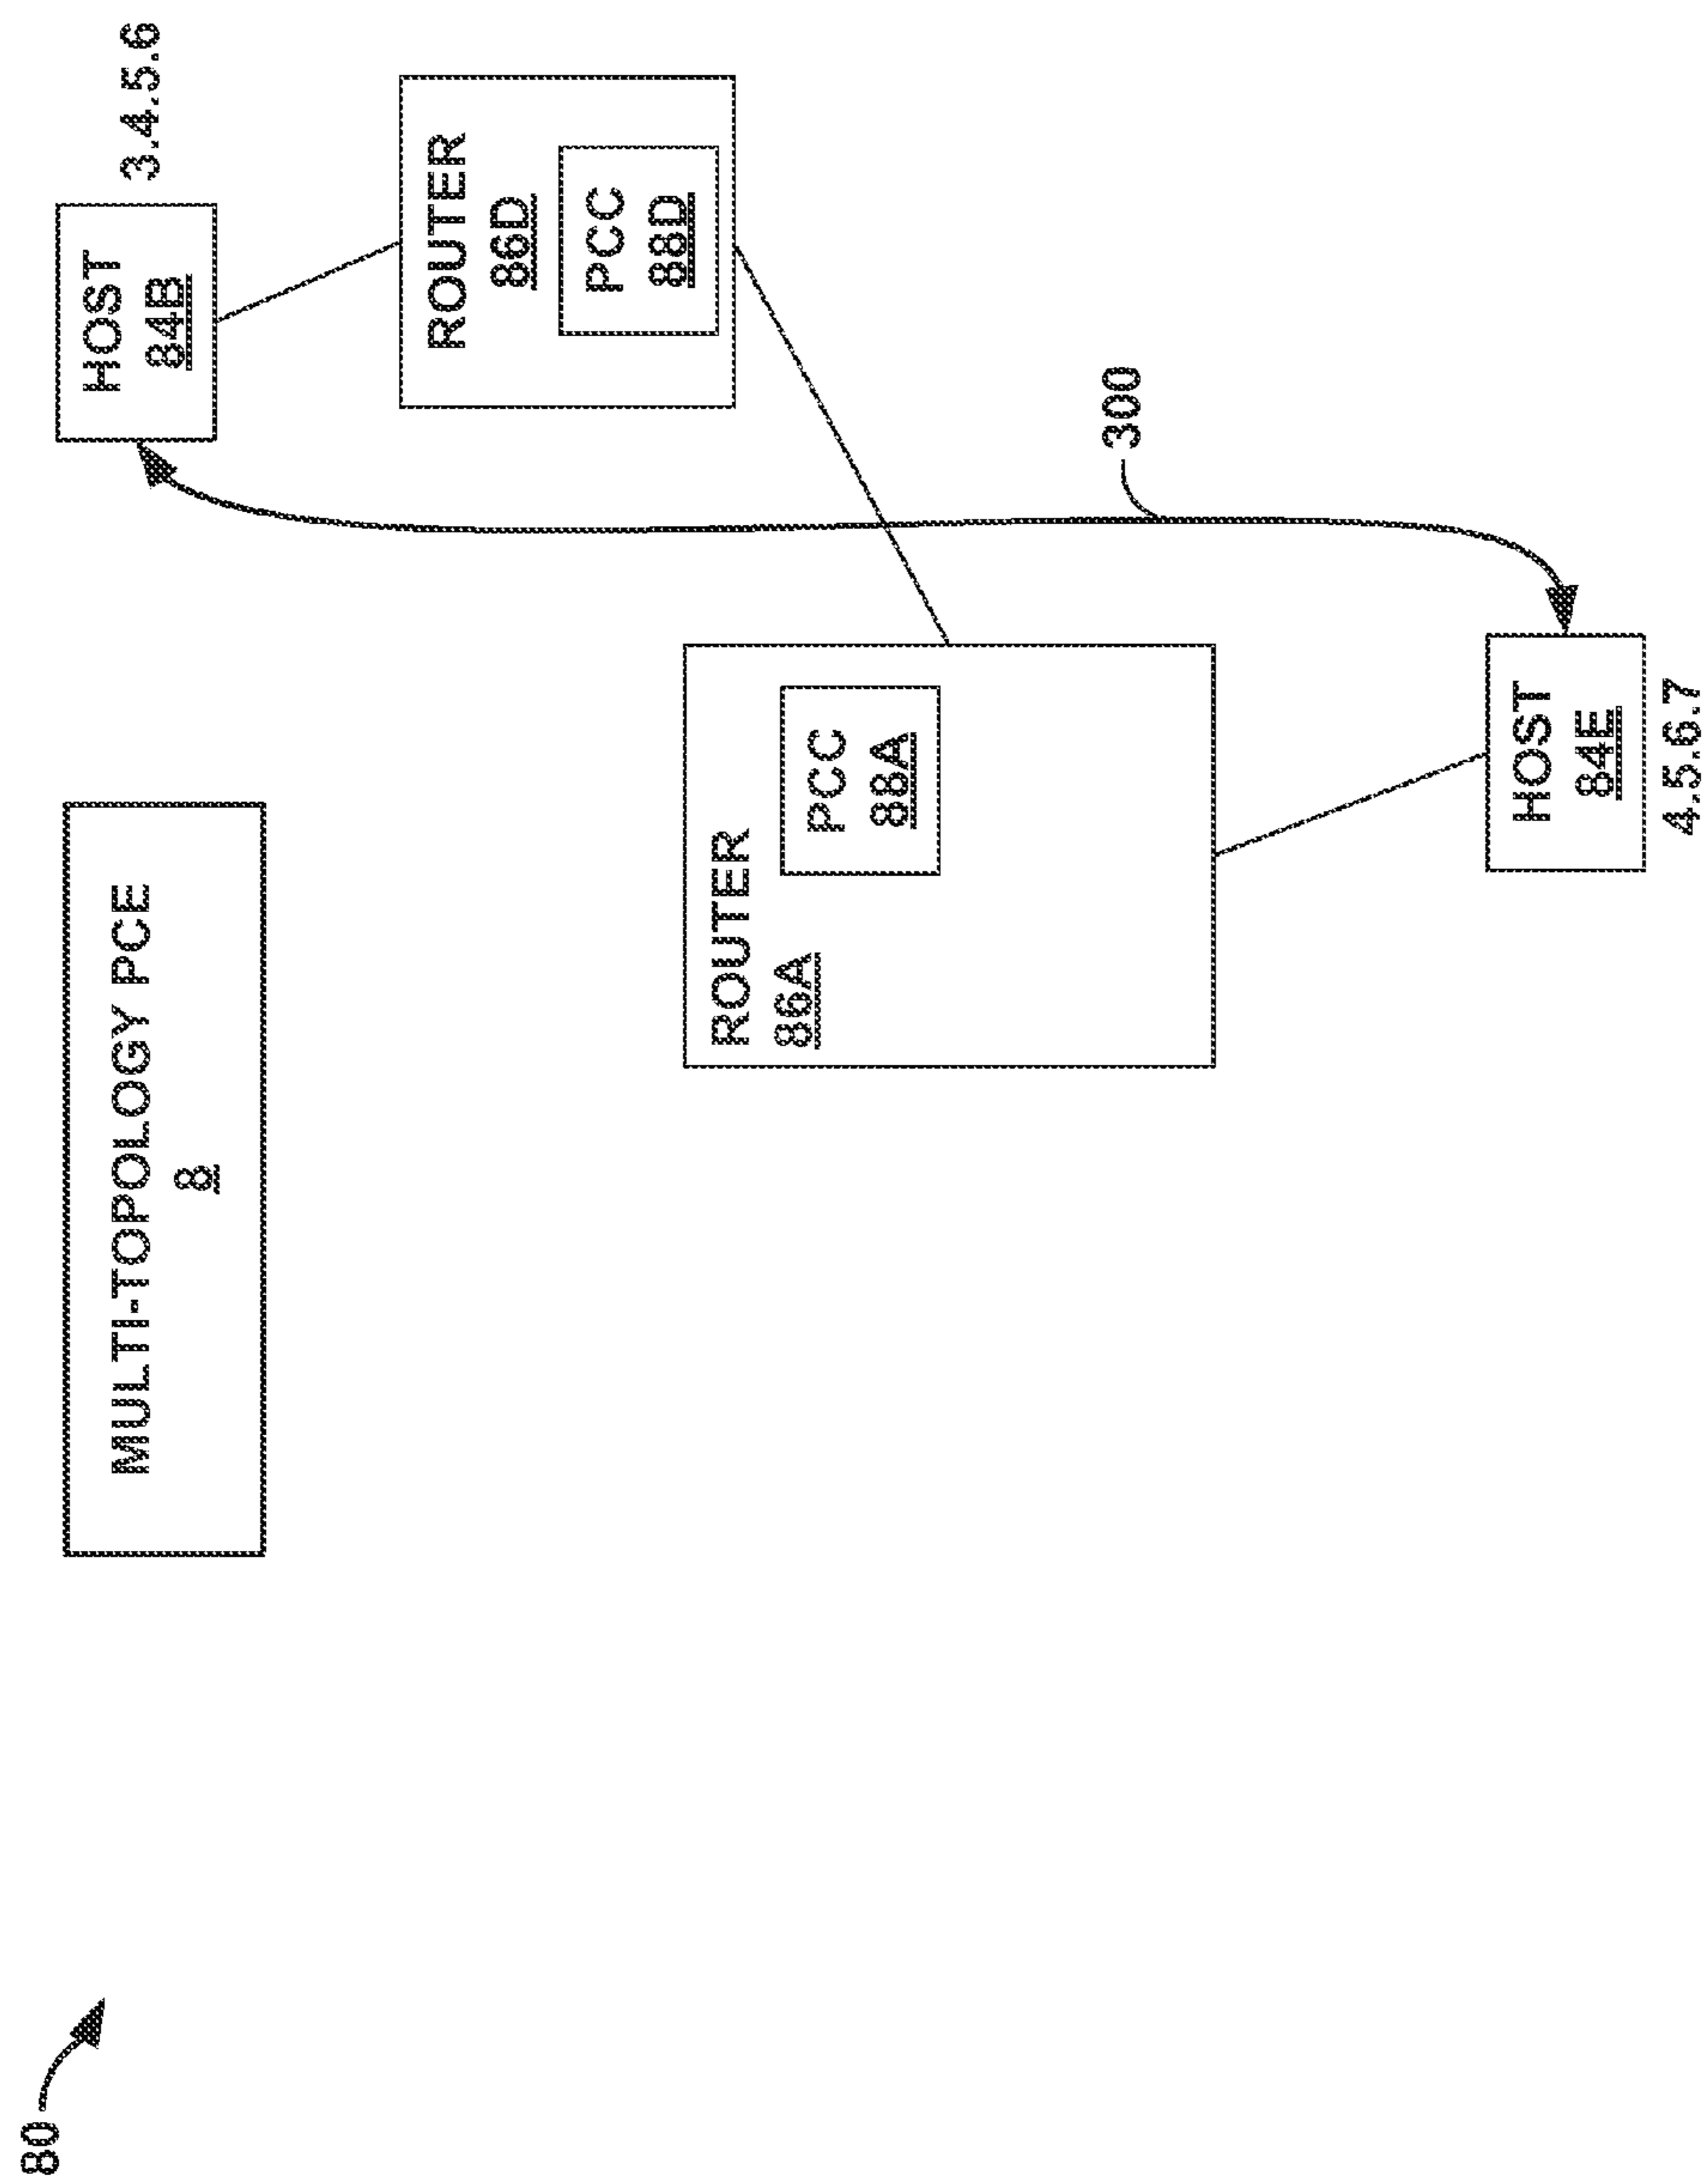 80
MULTI-TOPOLOGY PCE
8
HOST
84B
3.4.5.6
ROUTER
86D
PCC
88D
ROUTER
86A
PCC
88A
300
HOST
84E
4.5.6.7